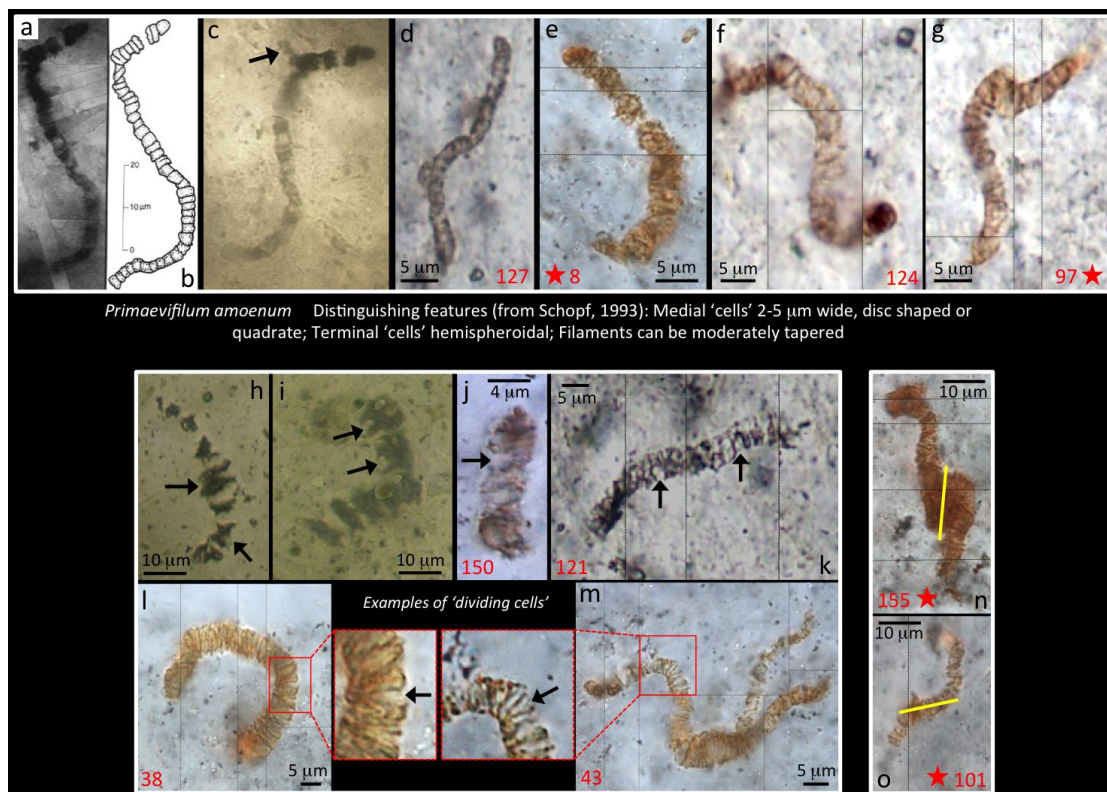 a
b
20
10 µm
0
c
d
5 µm
127
e
8
5 µm
f
5 µm
124
g
5 µm
97
Primaevifilum amoenum Distinguishing features (from Schopf, 1993): Medial ‘cells’ 2-5 µm wide, disc shaped or
quadrate; Terminal ‘cells’ hemispheroidal; Filaments can be moderately tapered
h
10 µm
i
10 µm
j
4 µm
150
5 µm
121
k
10 µm
155
n
l
38
5 µm
Examples of ‘dividing cells’
m
43
5 µm
10 µm
o
101